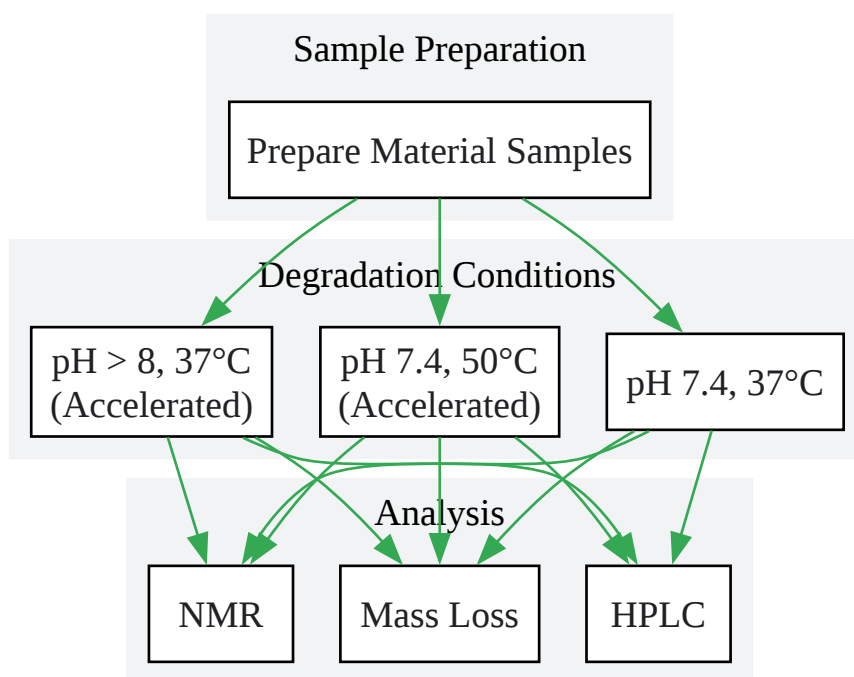 Sample Preparation
Prepare Material Samples
Degradation Conditions
pH > 8, 37°C
(Accelerated)
pH 7.4, 50°C
(Accelerated)
pH 7.4, 37°C
Analysis
NMR
Mass Loss
HPLC